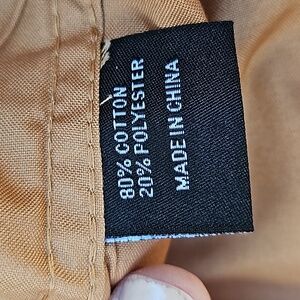 80% COTTON
20% POLYESTER
MADE IN CHINA